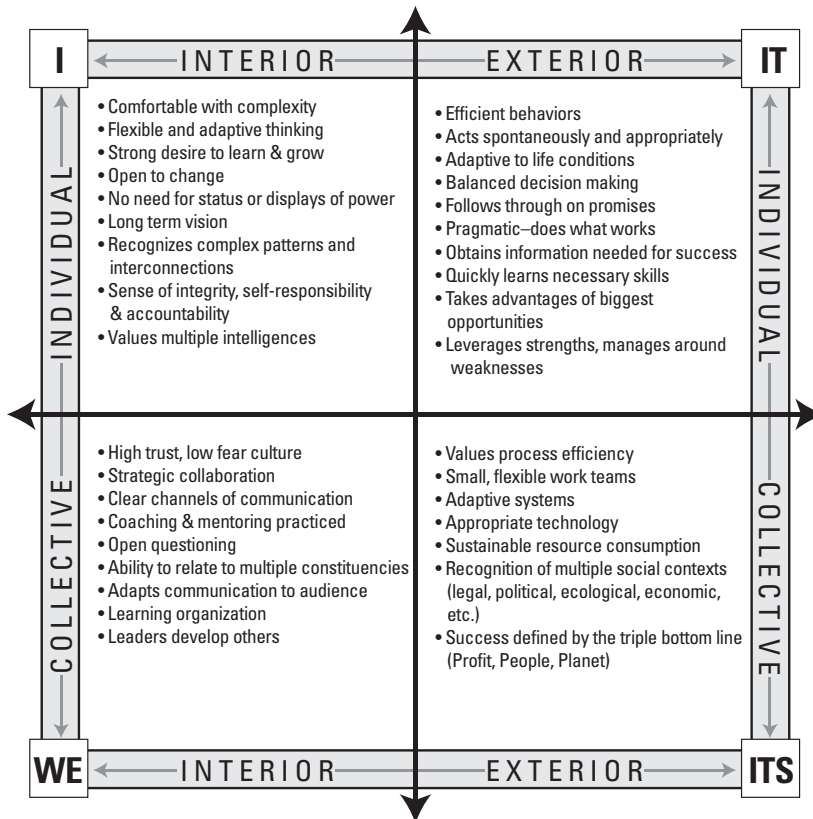 I
INTERIOR
EXTERIOR
IT
INDIVIDUAL
• Comfortable with complexity
• Flexible and adaptive thinking
• Strong desire to learn & grow
• Open to change
• No need for status or displays of power
• Long term vision
• Recognizes complex patterns and
interconnections
• Sense of integrity, self-responsibility
& accountability
• Values multiple intelligences
• Efficient behaviors
• Acts spontaneously and appropriately
• Adaptive to life conditions
• Balanced decision making
• Follows through on promises
• Pragmatic–does what works
• Obtains information needed for success
• Quickly learns necessary skills
• Takes advantages of biggest
opportunities
• Leverages strengths, manages around
weaknesses
INDIVIDUAL
COLLECTIVE
• High trust, low fear culture
• Strategic collaboration
• Clear channels of communication
• Coaching & mentoring practiced
• Open questioning
• Ability to relate to multiple constituencies
• Adapts communication to audience
• Learning organization
• Leaders develop others
• Values process efficiency
• Small, flexible work teams
• Adaptive systems
• Appropriate technology
• Sustainable resource consumption
• Recognition of multiple social contexts
(legal, political, ecological, economic,
etc.)
• Success defined by the triple bottom line
(Profit, People, Planet)
COLLECTIVE
WE
INTERIOR
EXTERIOR
ITS